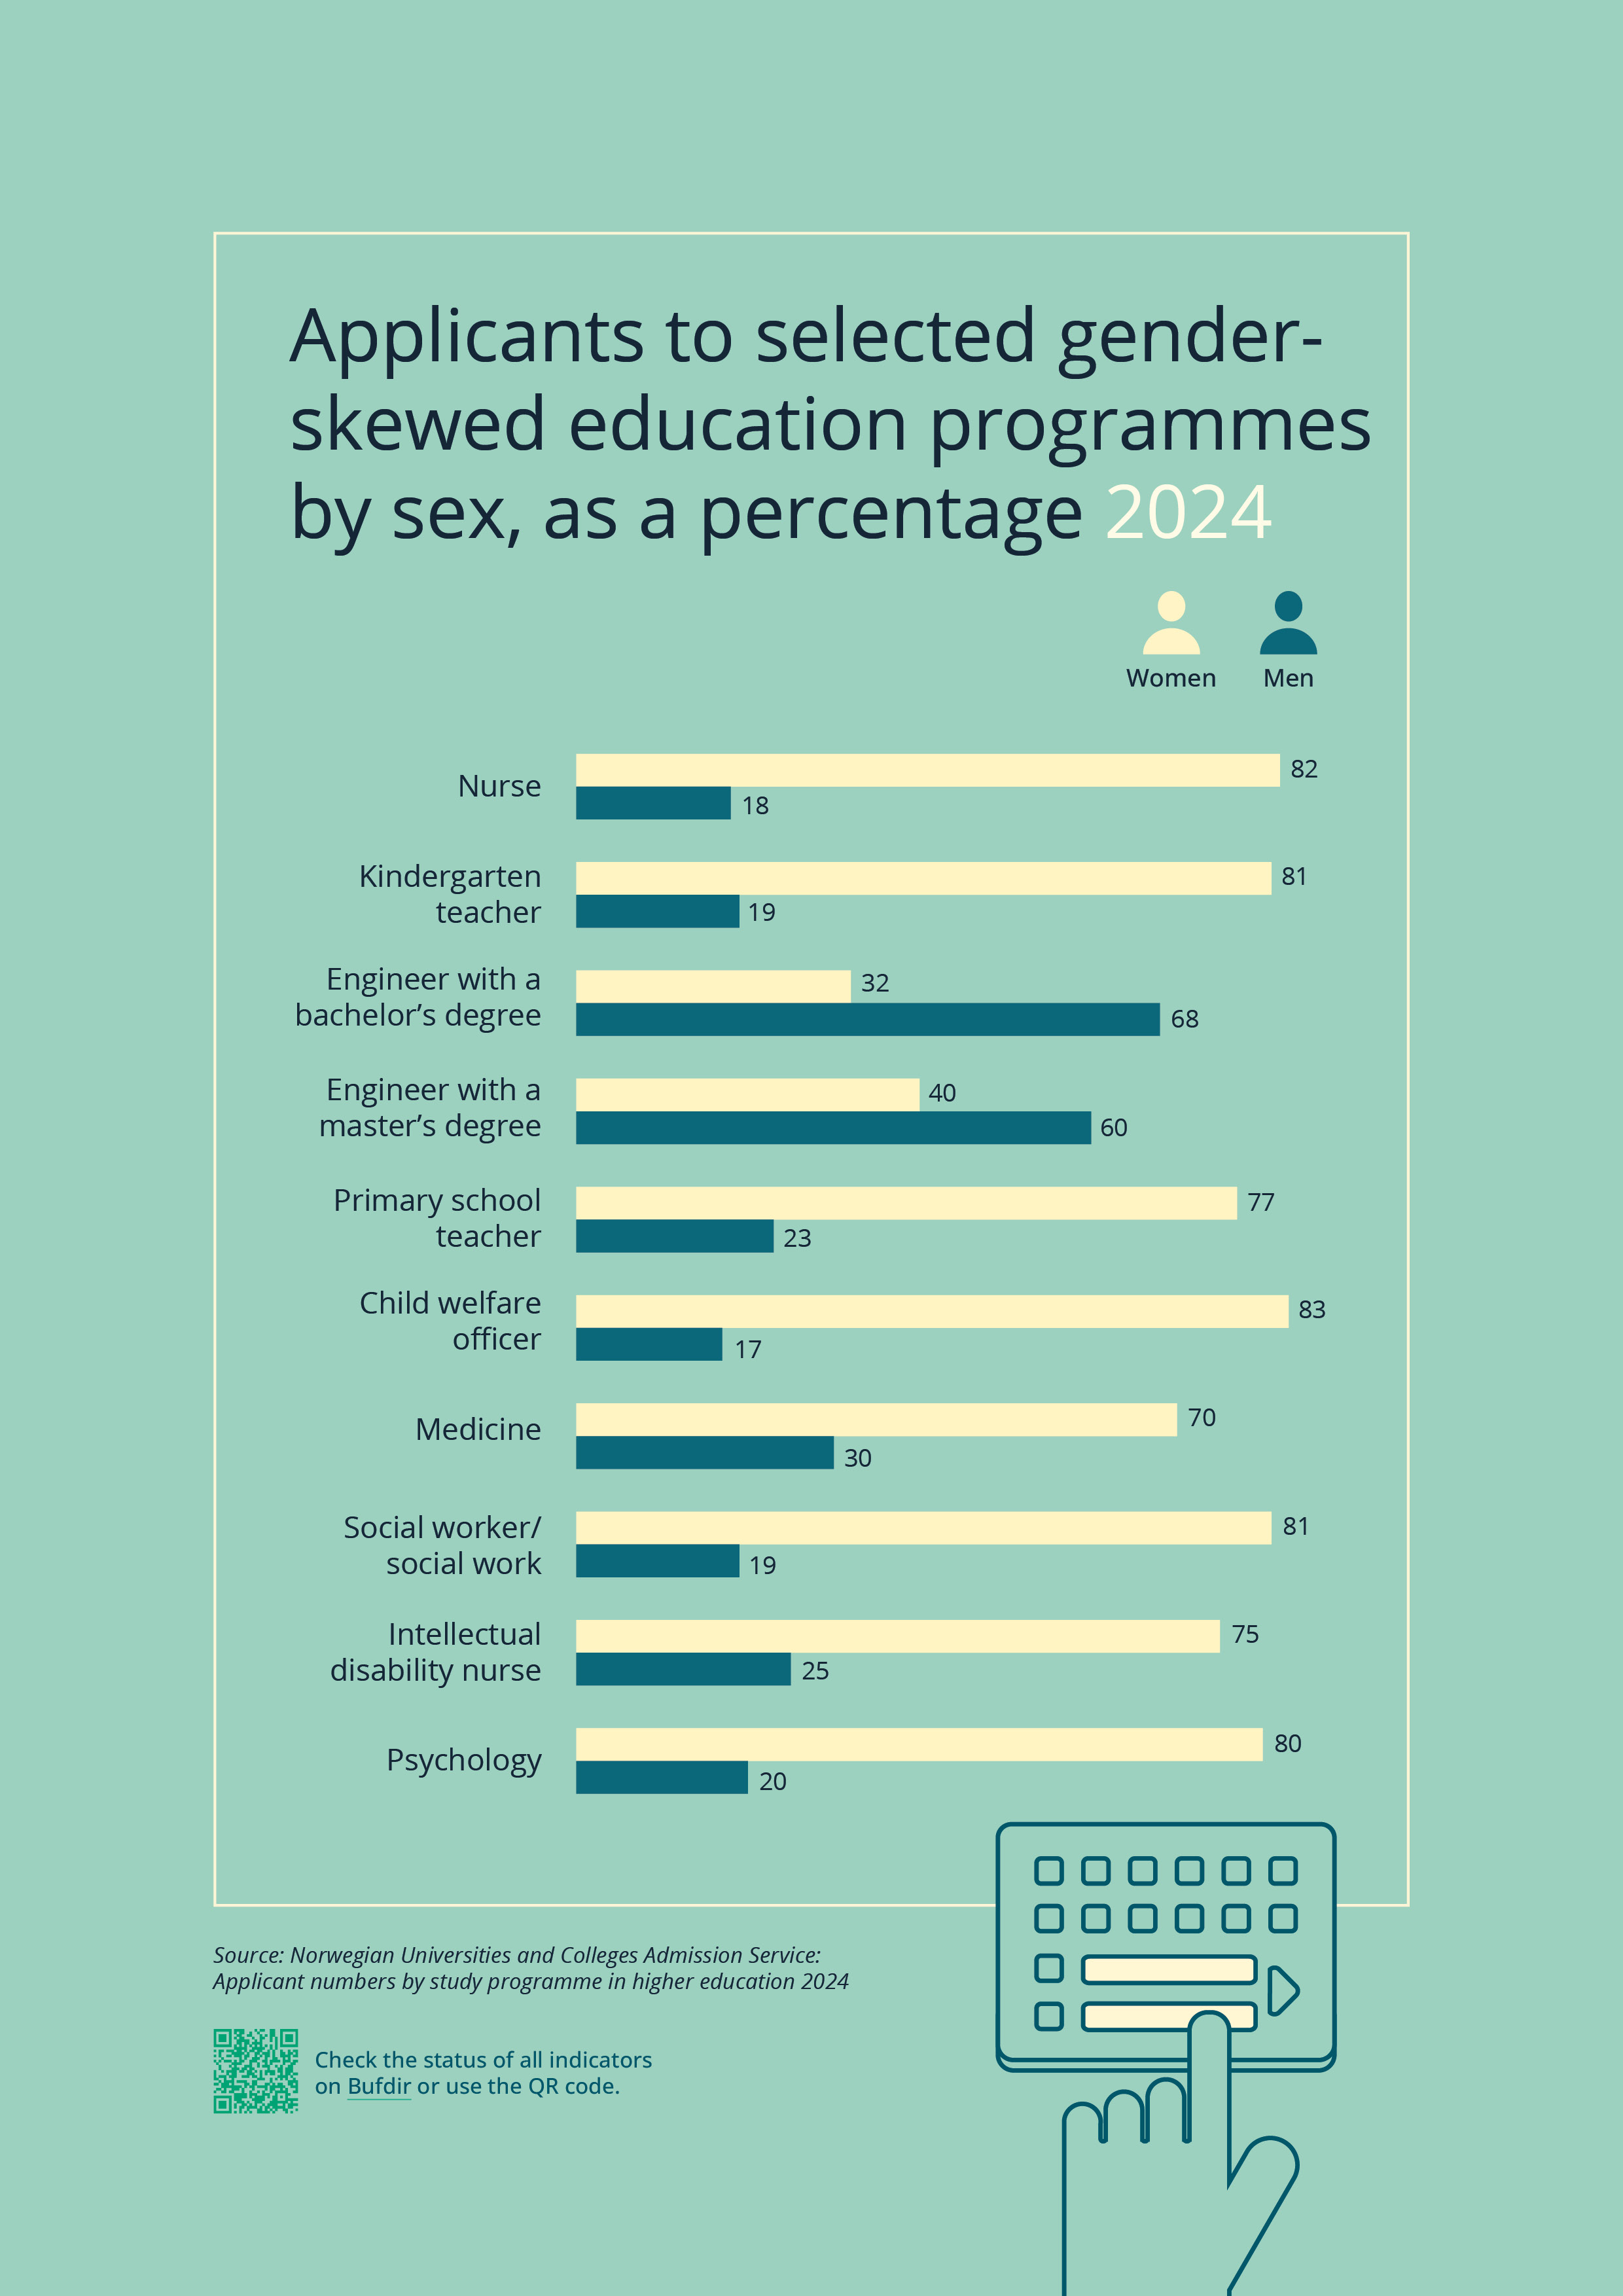 Applicants to selected gender-
skewed education programmes
by sex, as a percentage 2024
Women Men
Nurse
82
18
Kindergarten
teacher
81
19
Engineer with a
bachelor’s degree
32
68
Engineer with a
master’s degree
40
60
Primary school
teacher
77
23
Child welfare
officer
83
17
Medicine
70
30
Social worker/
social work
81
19
Intellectual
disability nurse
75
25
Psychology
80
20
Source: Norwegian Universities and Colleges Admission Service:
Applicant numbers by study programme in higher education 2024
Check the status of all indicators
on Bufdir or use the QR code.